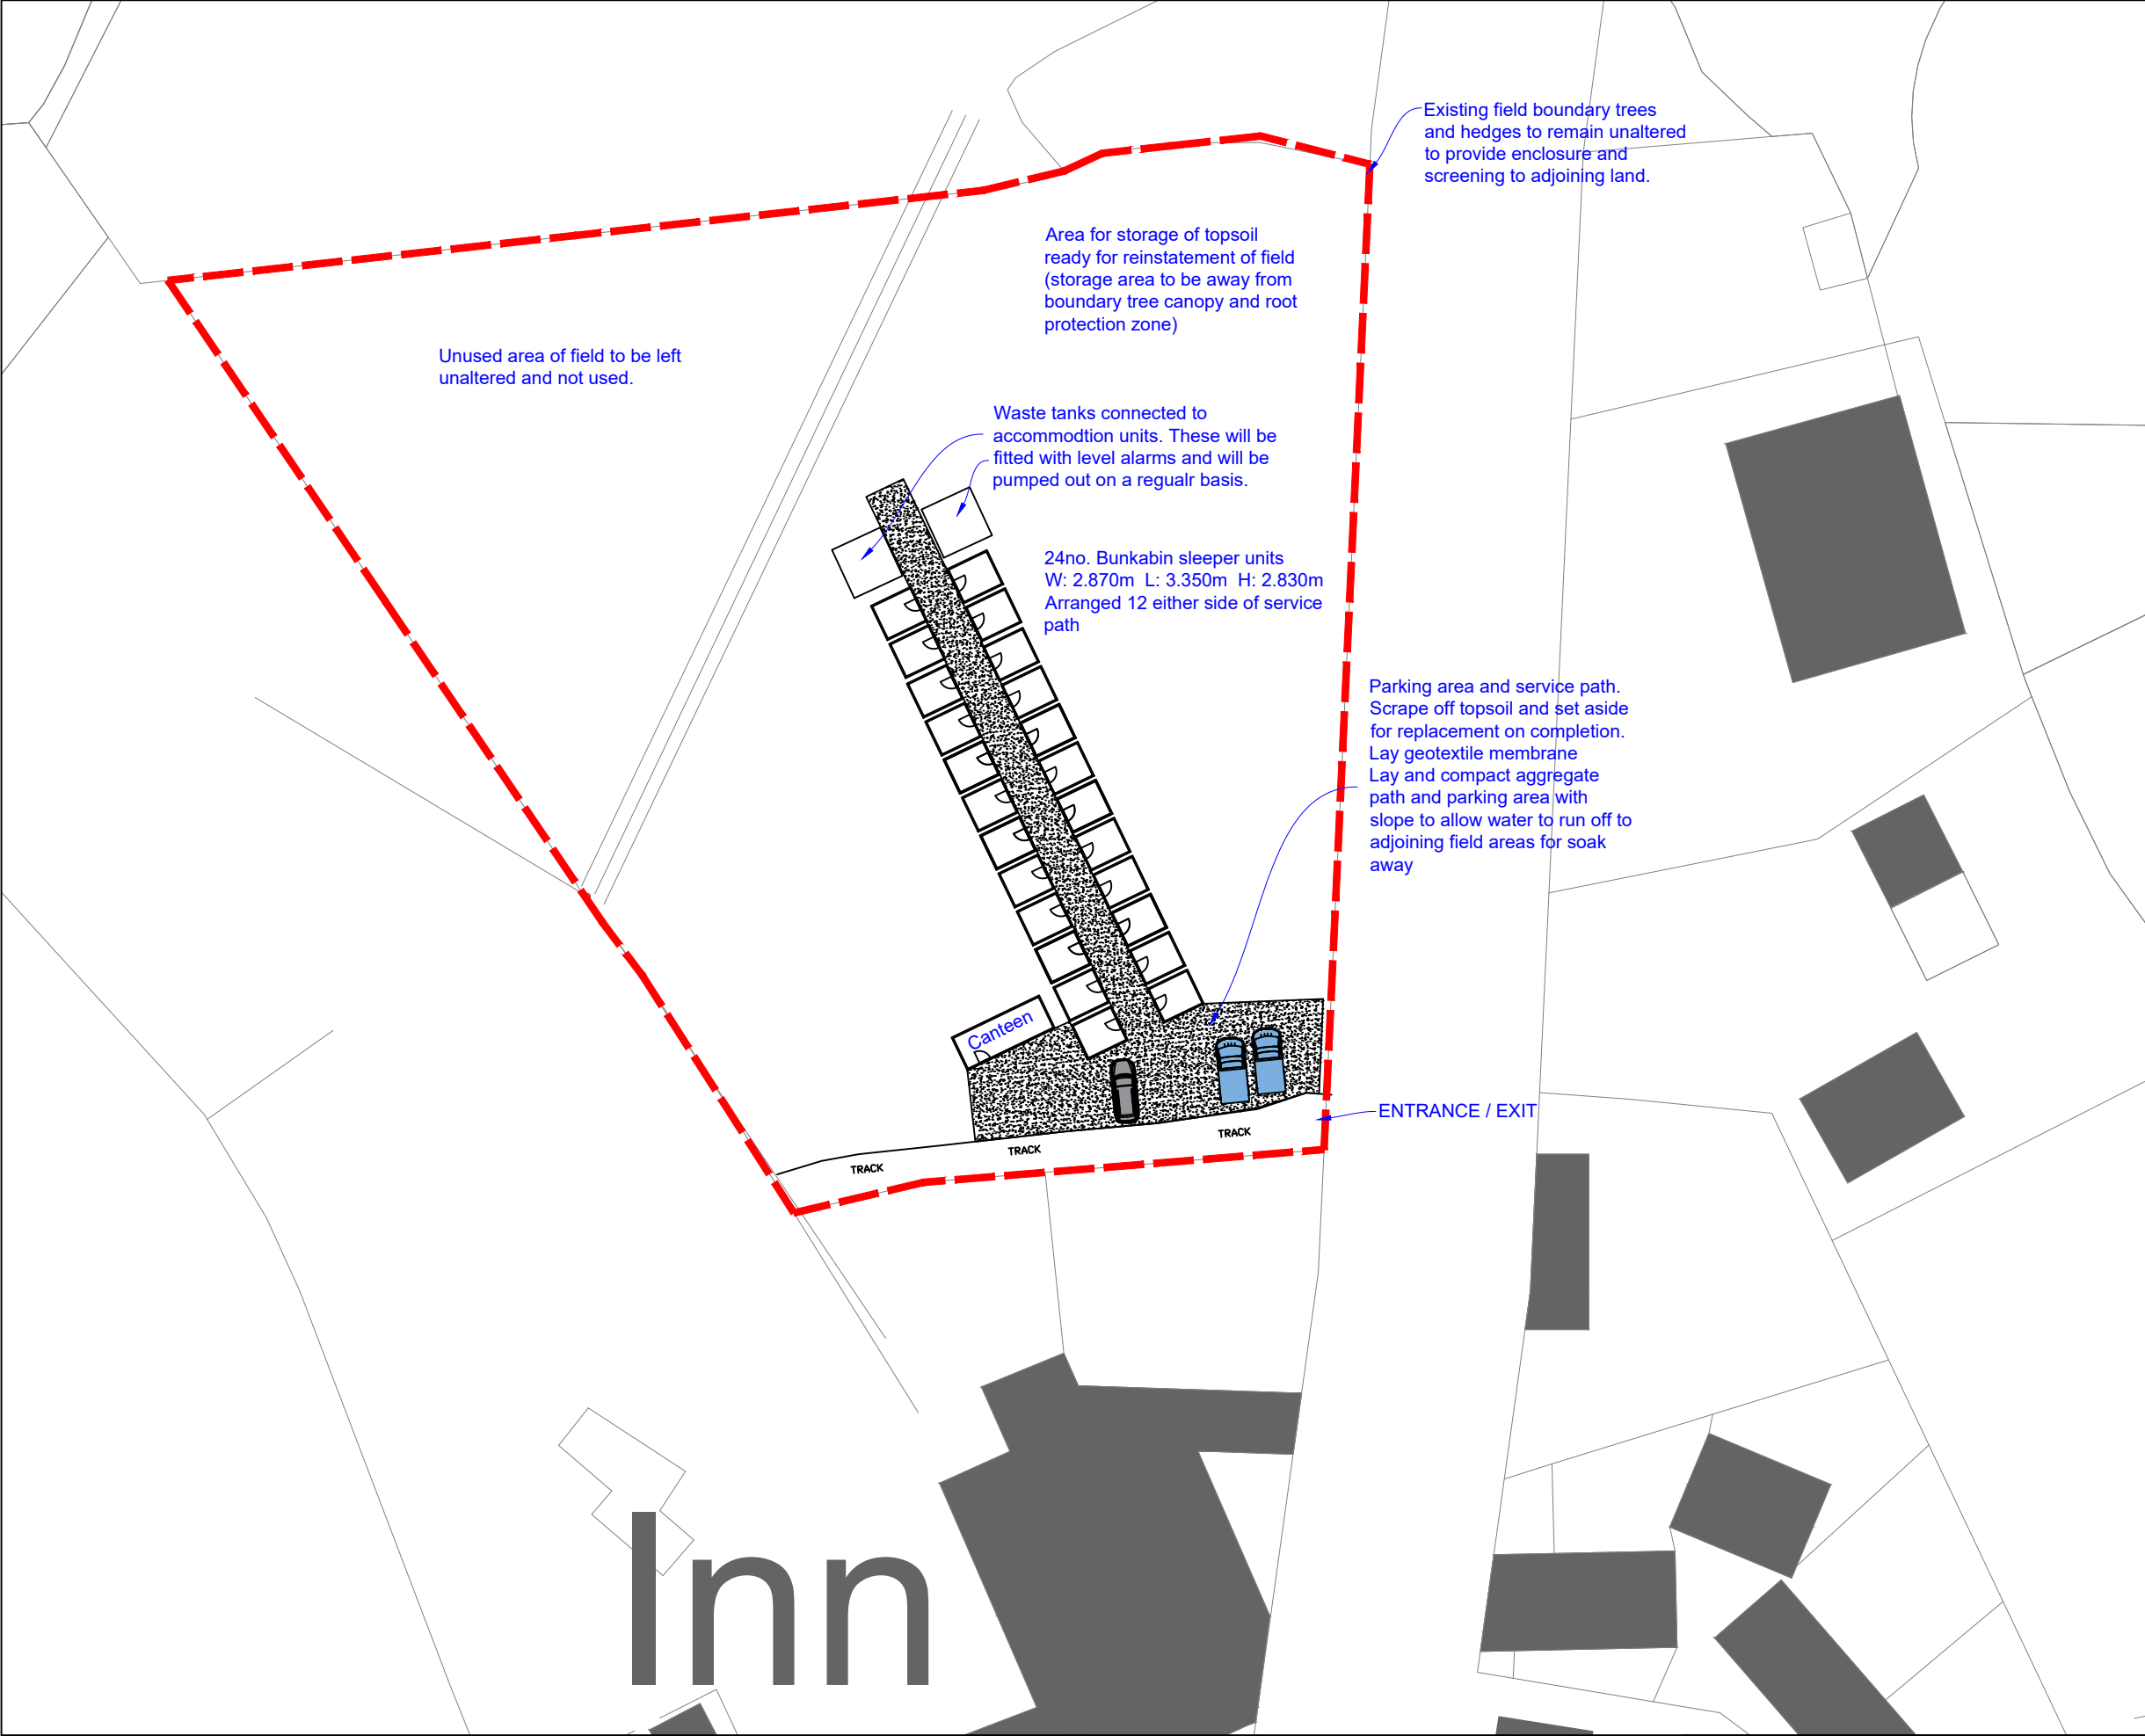 Existing field boundary trees
and hedges to remain unaltered
to provide enclosure and
screening to adjoining land.
Area for storage of topsoil
ready for reinstatement of field
(storage area to be away from
boundary tree canopy and root
protection zone)
Unused area of field to be left
unaltered and not used.
Waste tanks connected to
accommodtion units. These will be
fitted with level alarms and will be
pumped out on a regualr basis.
24no. Bunkabin sleeper units
W: 2.870m L: 3.350m H: 2.830m
Arranged 12 either side of service
path
Parking area and service path.
Scrape off topsoil and set aside
for replacement on completion.
Lay geotextile membrane
Lay and compact aggregate
path and parking area with
slope to allow water to run off to
adjoining field areas for soak
away
Canteen
ENTRANCE / EXIT
TRACK
TRACK
TRACK
Inn